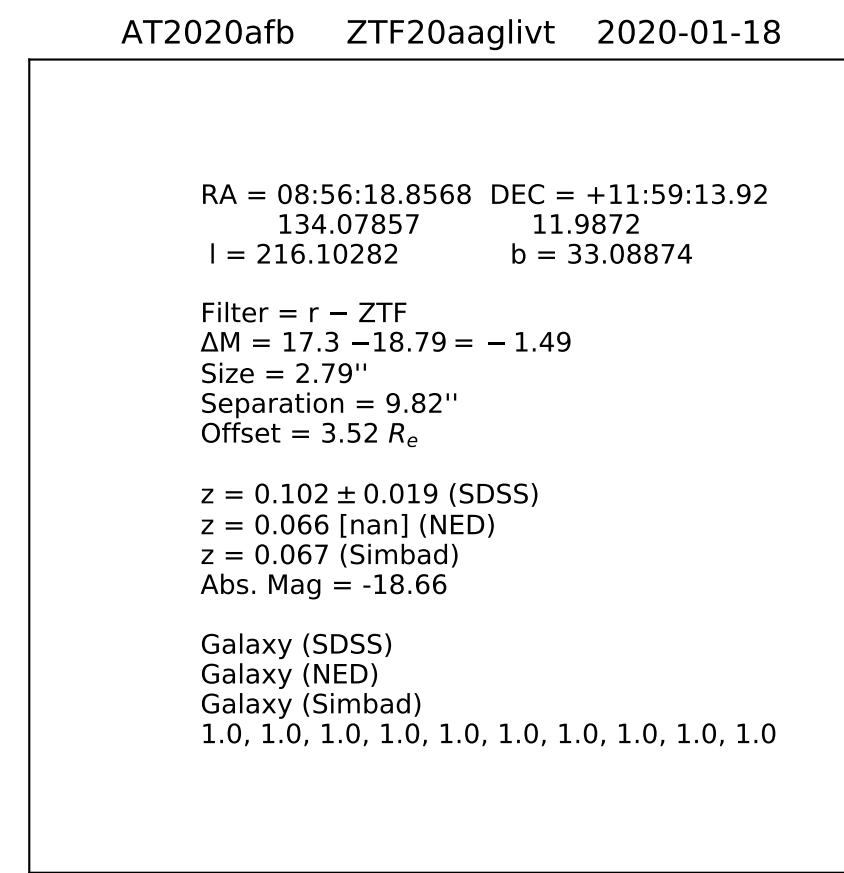 AT2020afb ZTF20aaglivt 2020-01-18
RA = 08:56:18.8568 DEC = +11:59:13.92
134.07857 11.9872
l = 216.10282 b = 33.08874
Filter = r − ZTF
ΔM = 17.3 −18.79 = − 1.49
Size = 2.79''
Separation = 9.82''
Offset = 3.52 Re
z = 0.102 ± 0.019 (SDSS)
z = 0.066 [nan] (NED)
z = 0.067 (Simbad)
Abs. Mag = -18.66
Galaxy (SDSS)
Galaxy (NED)
Galaxy (Simbad)
1.0, 1.0, 1.0, 1.0, 1.0, 1.0, 1.0, 1.0, 1.0, 1.0